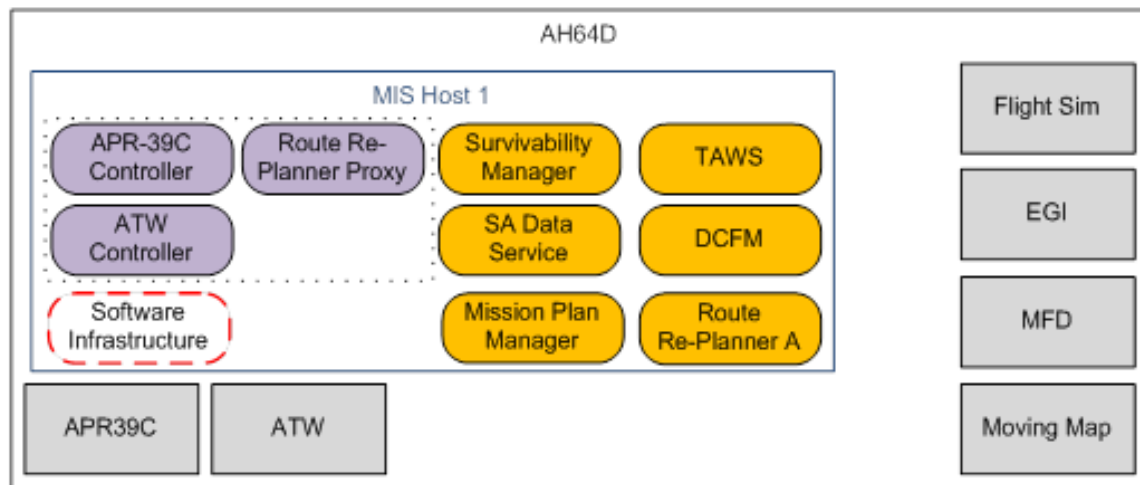 AH64D
MIS Host 1
APR-39C
Controller
Route Re-
Planner Proxy
Survivability
Manager
TAWS
ATW
Controller
SA Data
Service
DCFM
Software
Infrastructure
Mission Plan
Manager
Route
Re-Planner A
APR39C
ATW
Flight Sim
EGI
MFD
Moving Map